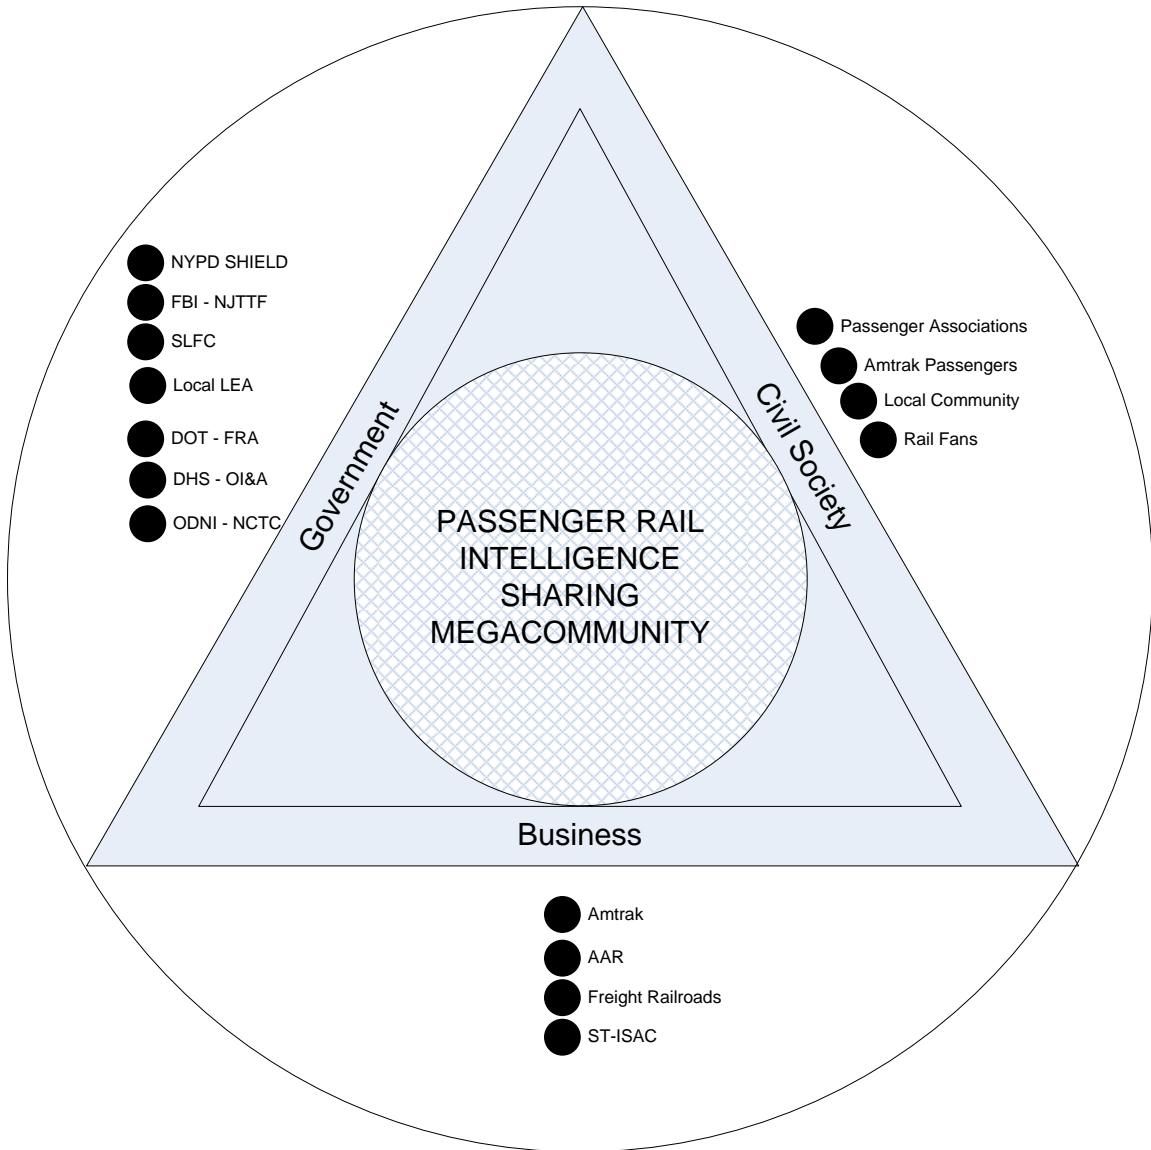 NYPD SHIELD
FBI - NJTTF
SLFC
Local LEA
DOT - FRA
DHS - OI&A
ODNI - NCTC
Government
Passenger Associations
Amtrak Passengers
Local Community
Rail Fans
Civil Society
PASSENGER RAIL
INTELLIGENCE
SHARING
MEGACOMMUNITY
Business
Amtrak
AAR
Freight Railroads
ST-ISAC